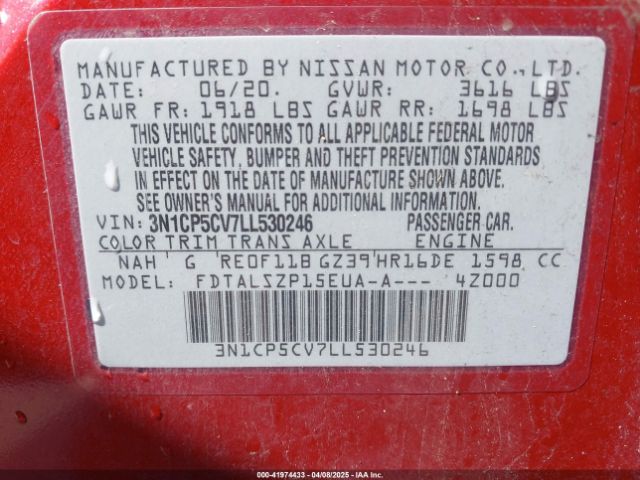 MANUFACTURED BY NISSAN MOTOR CO., LTD.
DATE: 06/20. GVWR: 3616 LBS
GAWR FR: 1918 LBS GAWR RR: 1698 LBS
THIS VEHICLE CONFORMS TO ALL APPLICABLE FEDERAL MOTOR
VEHICLE SAFETY, BUMPER AND THEFT PREVENTION STANDARDS
IN EFFECT ON THE DATE OF MANUFACTURE SHOWN ABOVE.
SEE OWNER'S MANUAL FOR ADDITIONAL INFORMATION.
VIN: 3N1CP5CV7LL530246 PASSENGER CAR.
COLOR TRIM TRANS AXLE ENGINE
NAH G RE0F11B GZ39 HR16DE 1598 CC
MODEL: FDTALSZP15EUA-A--- 4Z000
3N1CP5CV7LL530246
000-41974433 04/08/2025 IAA Inc.